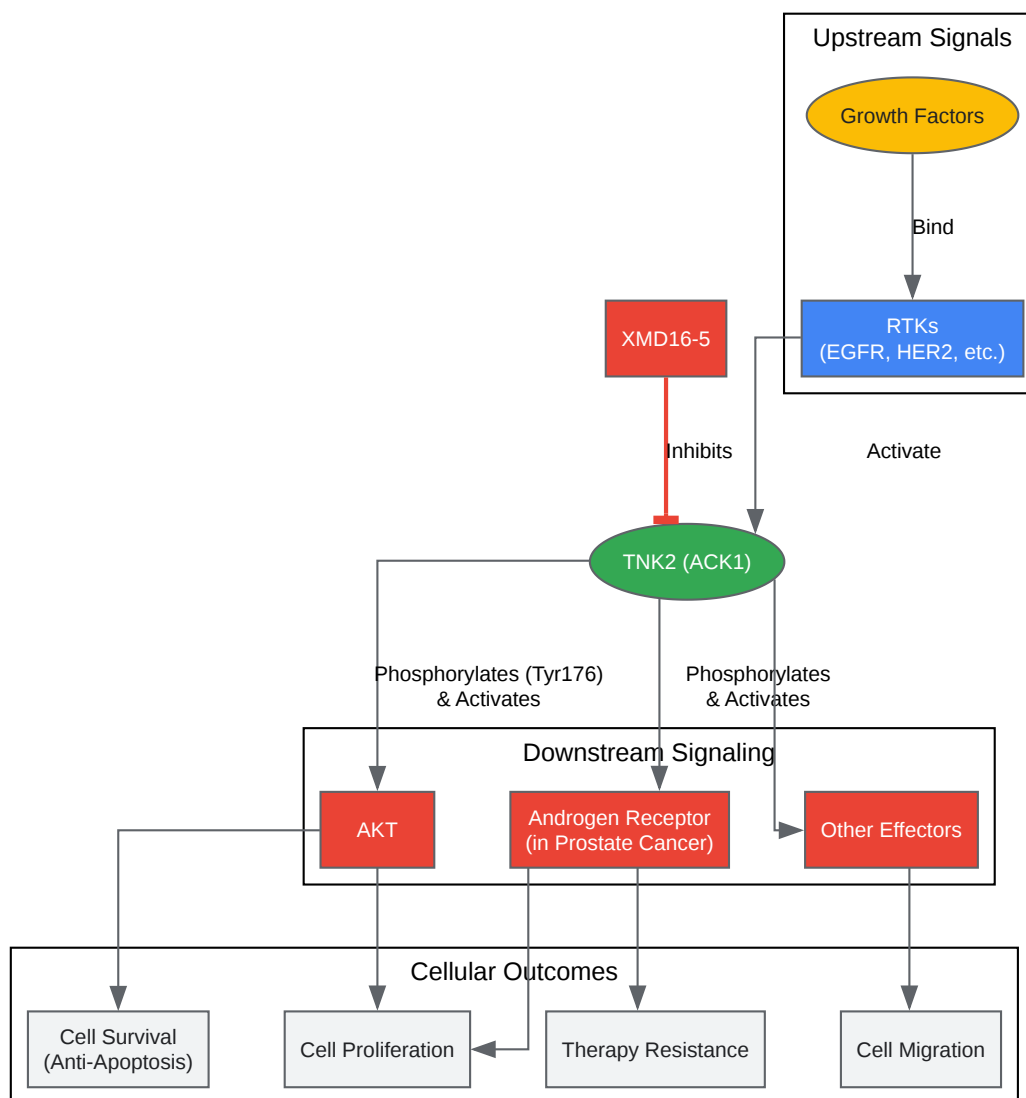 Upstream Signals
Growth Factors
Bind
XMD16-5
RTKs
(EGFR, HER2, etc.)
Inhibits
Activate
TNK2 (ACK1)
Phosphorylates (Tyr176)
& Activates
Phosphorylates
& Activates
Downstream Signaling
AKT
Androgen Receptor
(in Prostate Cancer)
Other Effectors
Cellular Outcomes
Cell Survival
(Anti-Apoptosis)
Cell Proliferation
Therapy Resistance
Cell Migration